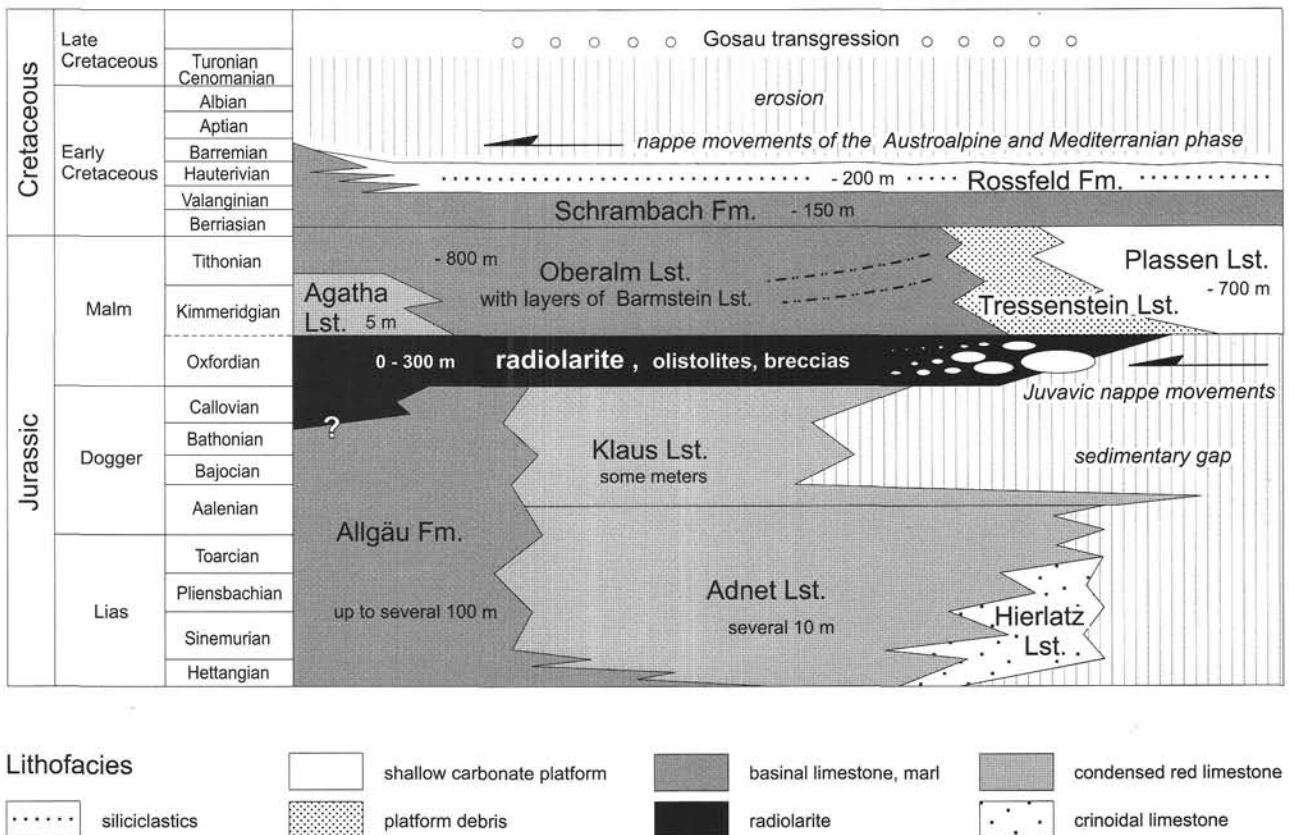 Cretaceous
Late
Cretaceous
Turonian
Cenomanian
Gosau transgression
Early
Cretaceous
Albian
Aptian
Barremian
Hauterivian
Valanginian
Berriasian
erosion
nappe movements of the Austroalpine and Mediterranian phase
- 200 m
Rossfeld Fm.
Schrambach Fm. - 150 m
Jurassic
Malm
Tithonian
Kimmeridgian
Oxfordian
- 800 m
Oberalm Lst.
with layers of Barmstein Lst.
Agatha
Lst. 5 m
Plassen Lst.
- 700 m
Tressenstein Lst.
0 - 300 m radiolarite , olistolites, breccias
Juvavic nappe movements
Dogger
Callovian
Bathonian
Bajocian
Aalenian
?
Klaus Lst.
some meters
sedimentary gap
Allgäu Fm.
up to several 100 m
Lias
Toarcian
Pliensbachian
Sinemurian
Hettangian
Adnet Lst.
several 10 m
Hierlatz
Lst.
Lithofacies
shallow carbonate platform
basinal limestone, marl
condensed red limestone
siliciclastics
platform debris
radiolarite
crinoidal limestone